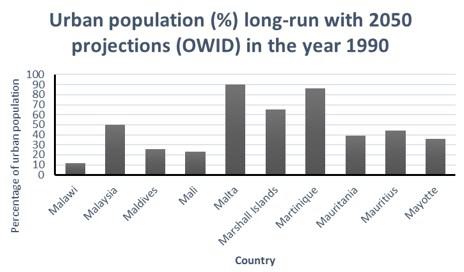 Urban population (%) long-run with 2050
projections (OWID) in the year 1990
Percentage of urban population
100
90
80
70
60
50
40
30
20
10
0
Malawi
Malaysia
Maldives
Mali
Malta
Marshall Islands
Martinique
Mauritania
Mauritius
Mayotte
Country